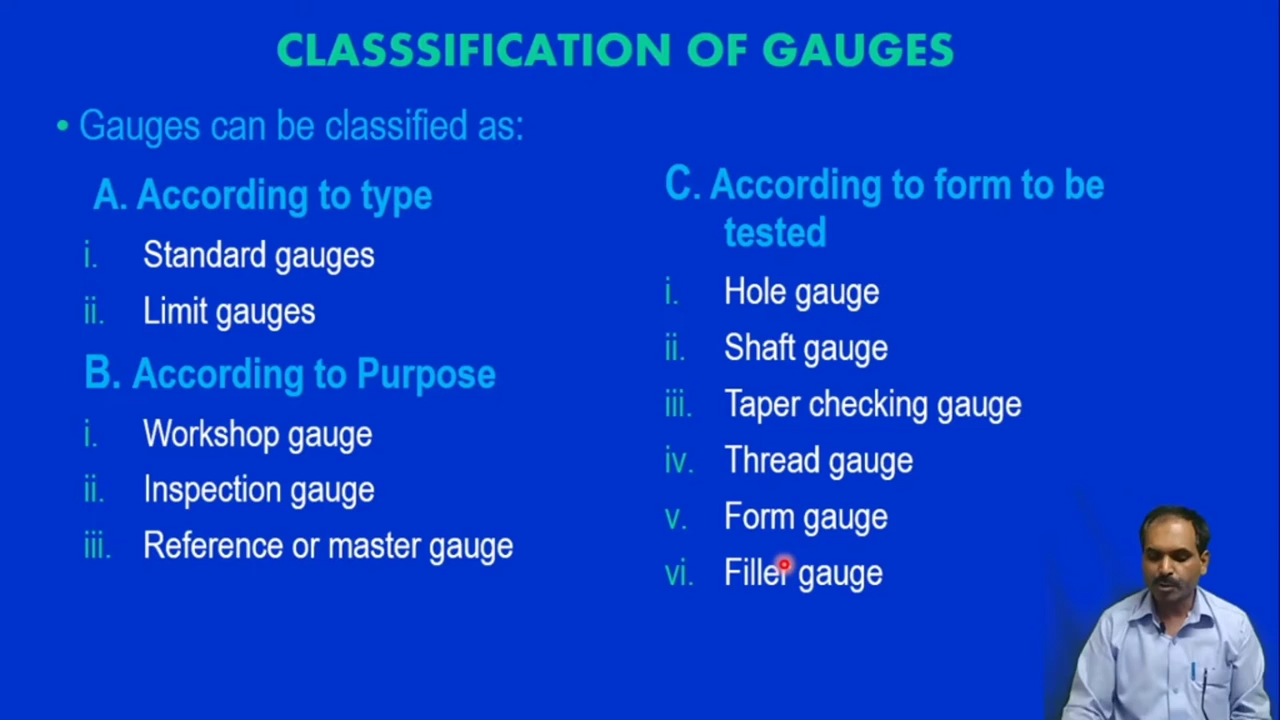 CLASSSIFICATION OF GAUGES
• Gauges can be classified as:
A. According to type
i. Standard gauges
ii. Limit gauges
B. According to Purpose
i. Workshop gauge
ii. Inspection gauge
iii. Reference or master gauge
C. According to form to be
tested
i. Hole gauge
ii. Shaft gauge
iii. Taper checking gauge
iv. Thread gauge
v. Form gauge
vi. Filler gauge